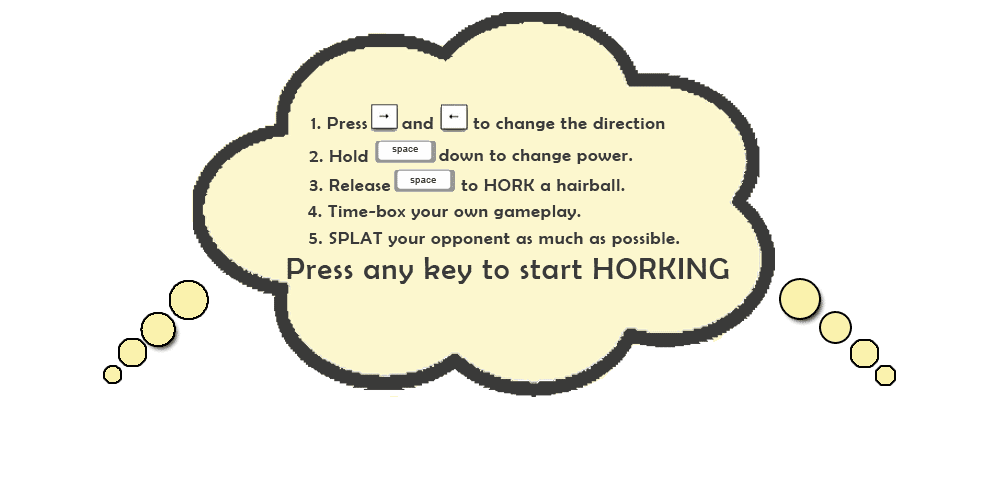 1. Press → and ← to change the direction
2. Hold space down to change power.
3. Release space to HORK a hairball.
4. Time-box your own gameplay.
5. SPLAT your opponent as much as possible.
Press any key to start HORKING